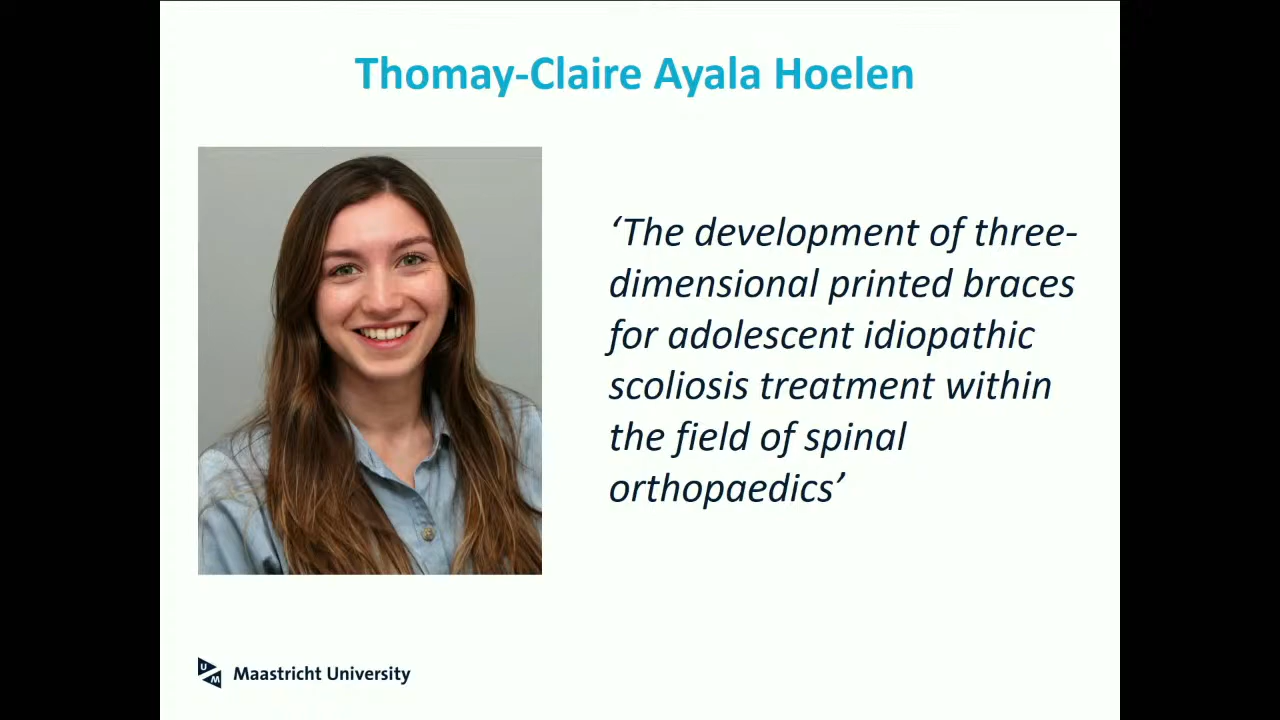 Thomay-Claire Ayala Hoelen
‘The development of three-
dimensional printed braces
for adolescent idiopathic
scoliosis treatment within
the field of spinal
orthopaedics’
UM
Maastricht University